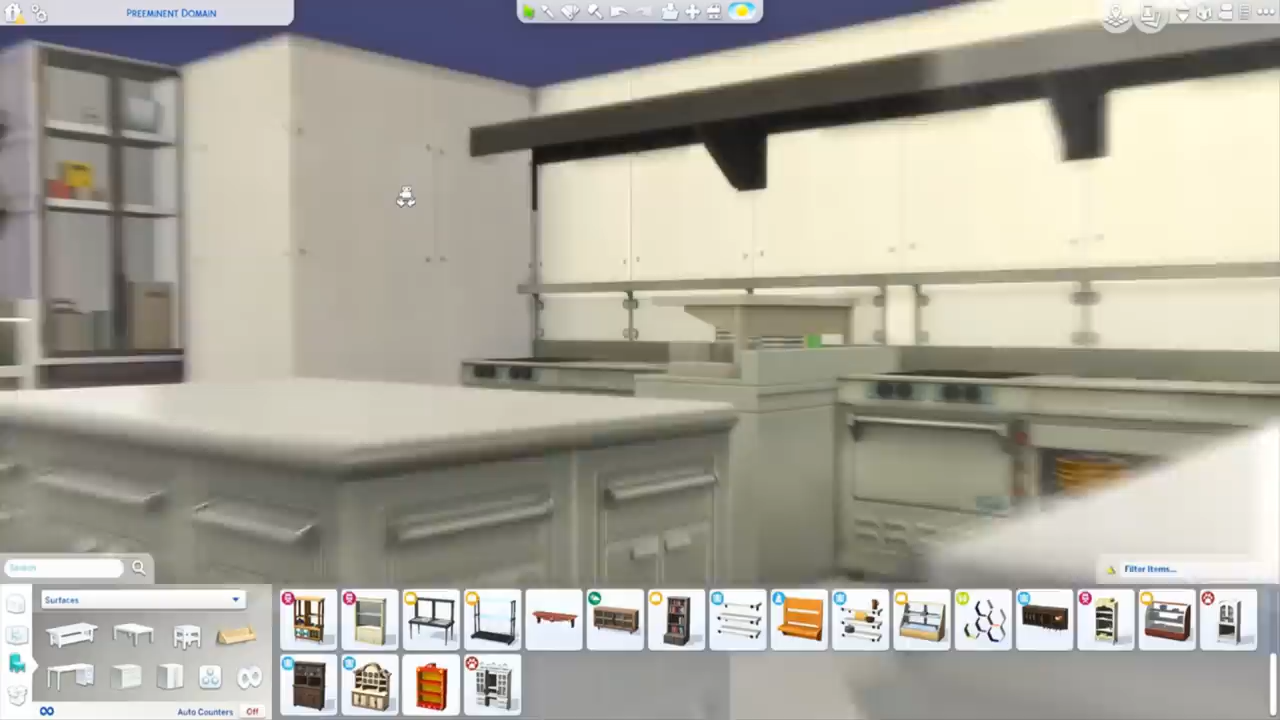 PREEMINENT DOMAIN
Search
Filter Items...
Surfaces
Auto Counters Off